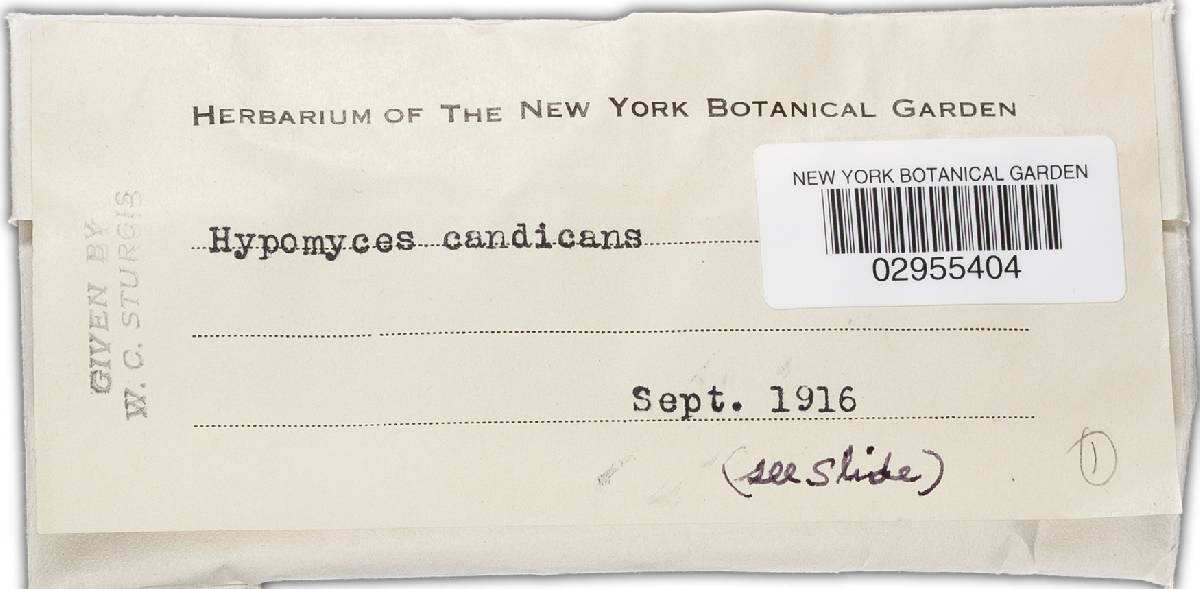 HERBARIUM OF THE NEW YORK BOTANICAL GARDEN
NEW YORK BOTANICAL GARDEN
02955404
Hypomyces candicans
GIVEN BY
W. C. STURGIS
Sept. 1916
(see slide)
1